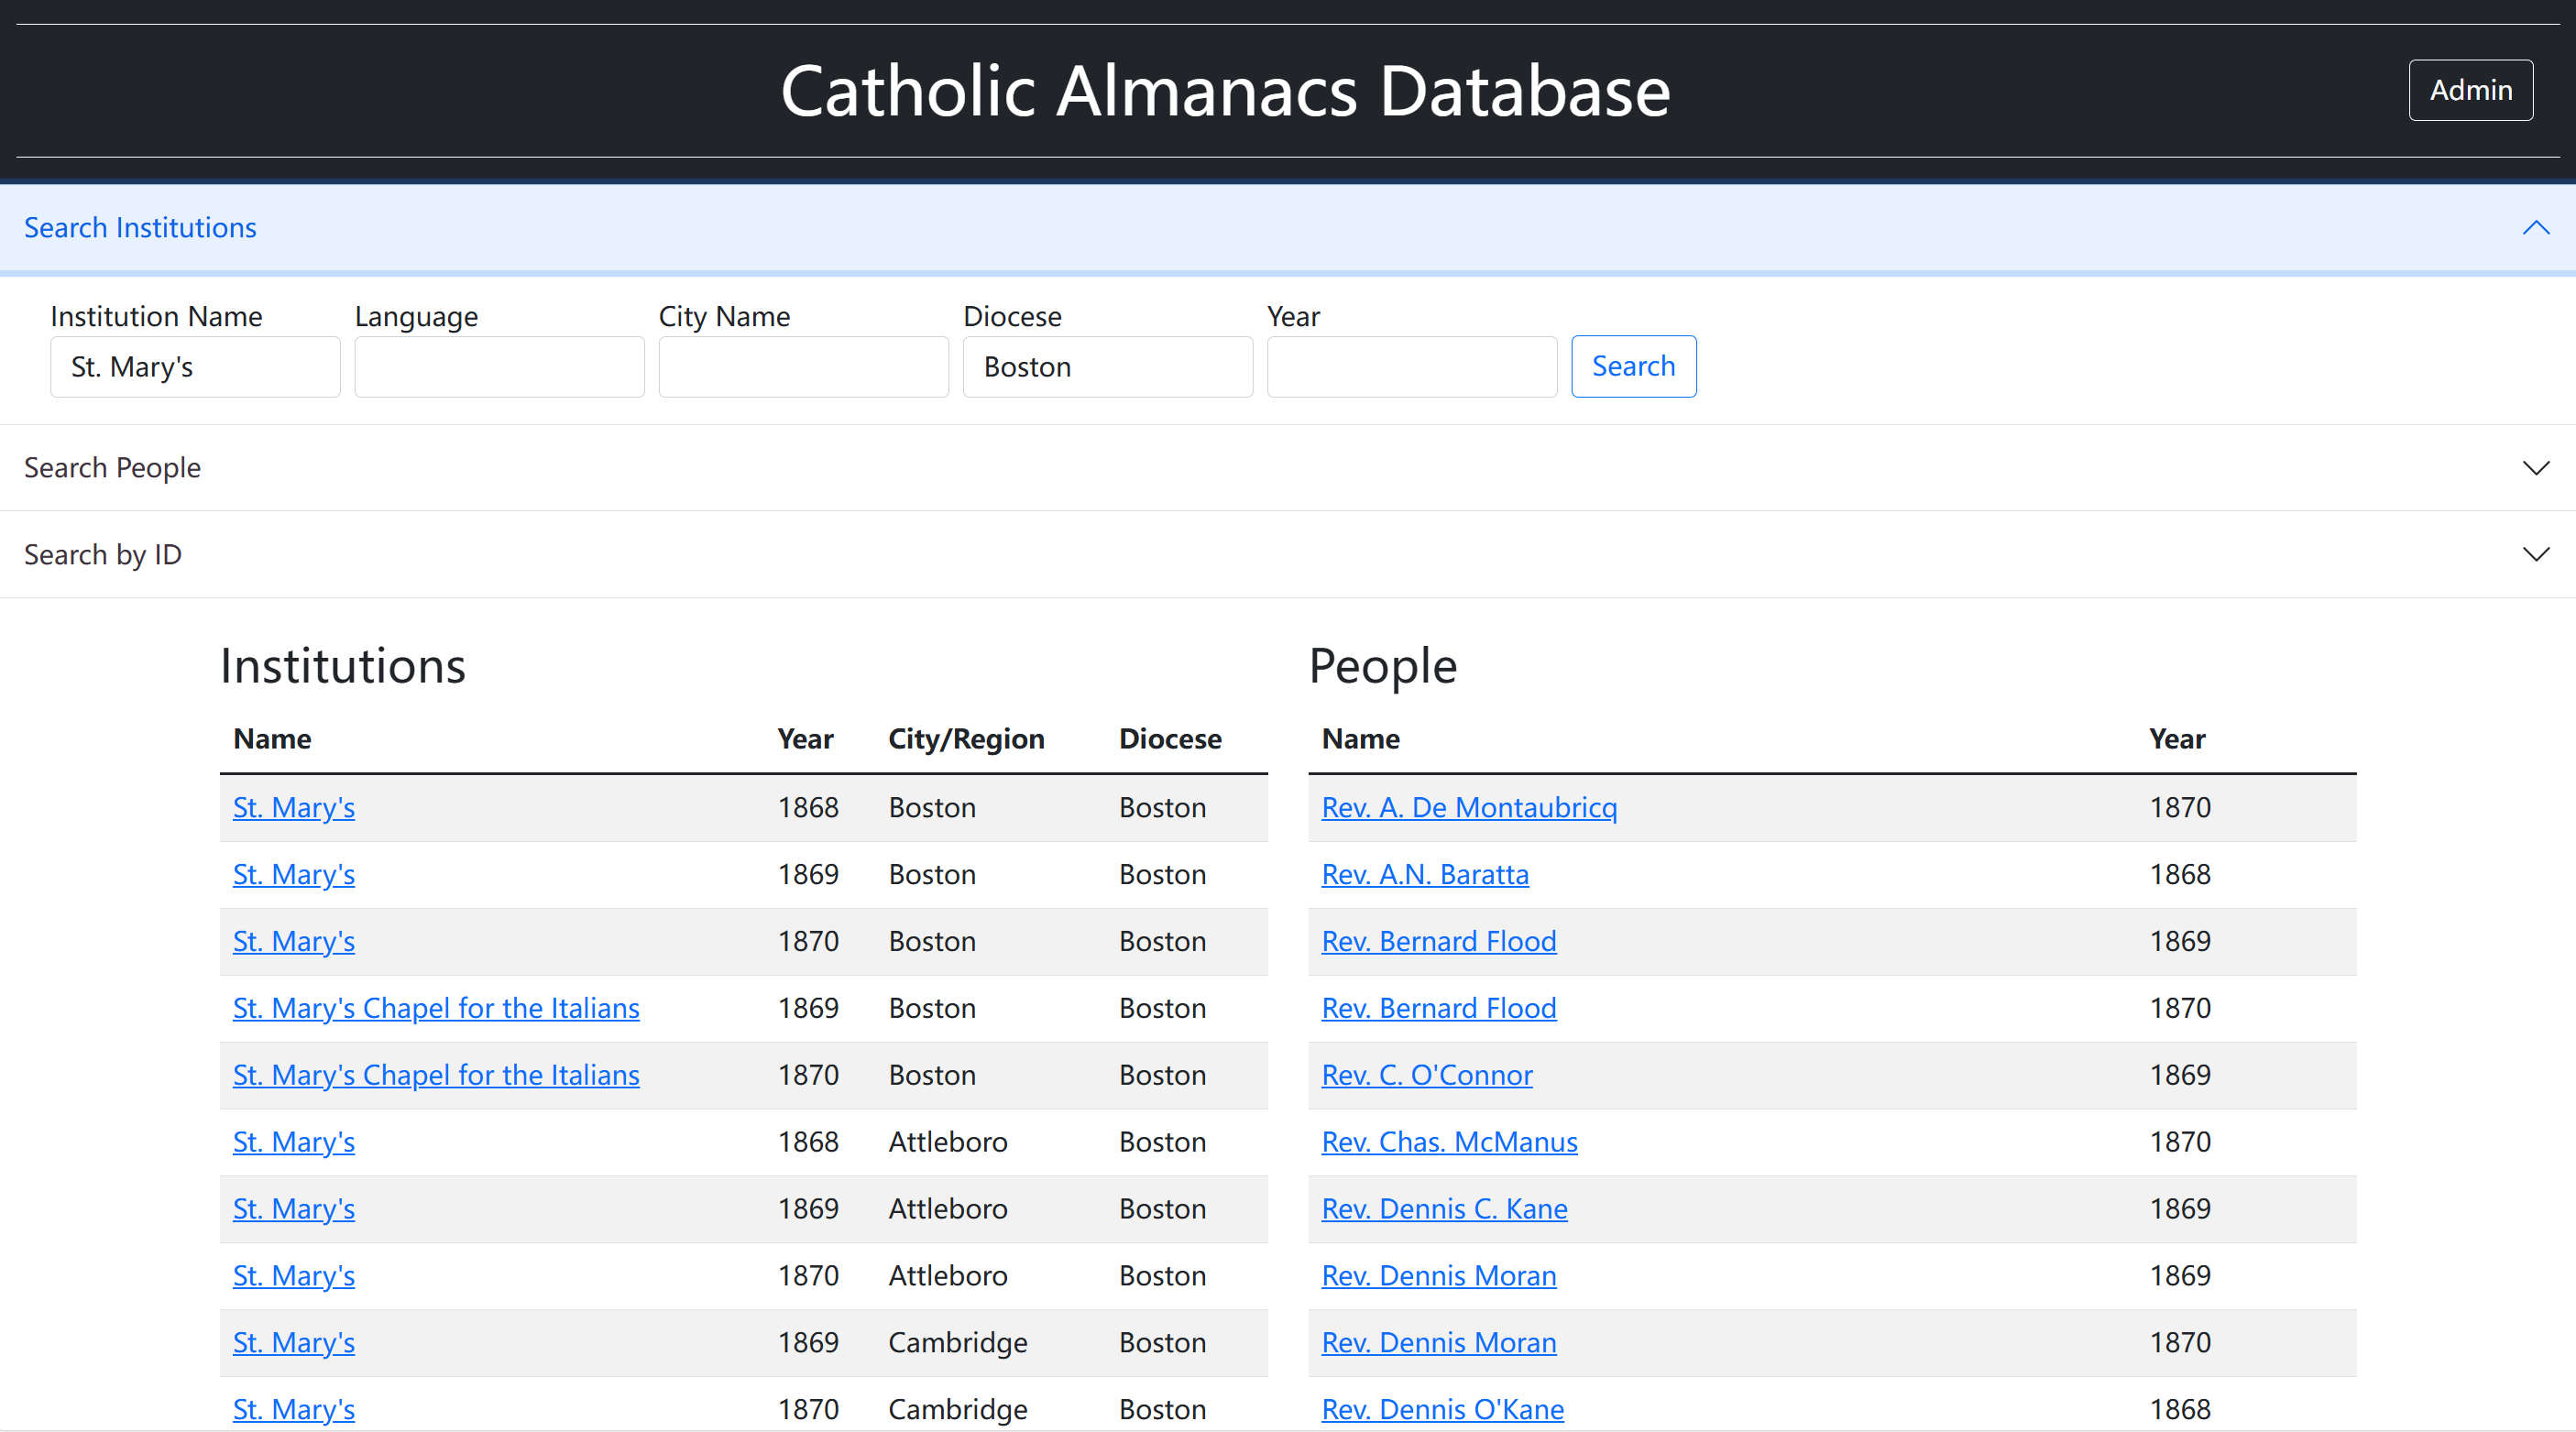 Catholic Almanacs Database
Admin
Search Institutions
Institution Name Language City Name Diocese Year
St. Mary's Boston Search
Search People
Search by ID
Institutions
Name Year City/Region Diocese
St. Mary's 1868 Boston Boston
St. Mary's 1869 Boston Boston
St. Mary's 1870 Boston Boston
St. Mary's Chapel for the Italians 1869 Boston Boston
St. Mary's Chapel for the Italians 1870 Boston Boston
St. Mary's 1868 Attleboro Boston
St. Mary's 1869 Attleboro Boston
St. Mary's 1870 Attleboro Boston
St. Mary's 1869 Cambridge Boston
St. Mary's 1870 Cambridge Boston
People
Name Year
Rev. A. De Montaubricq 1870
Rev. A.N. Baratta 1868
Rev. Bernard Flood 1869
Rev. Bernard Flood 1870
Rev. C. O'Connor 1869
Rev. Chas. McManus 1870
Rev. Dennis C. Kane 1869
Rev. Dennis Moran 1869
Rev. Dennis Moran 1870
Rev. Dennis O'Kane 1868